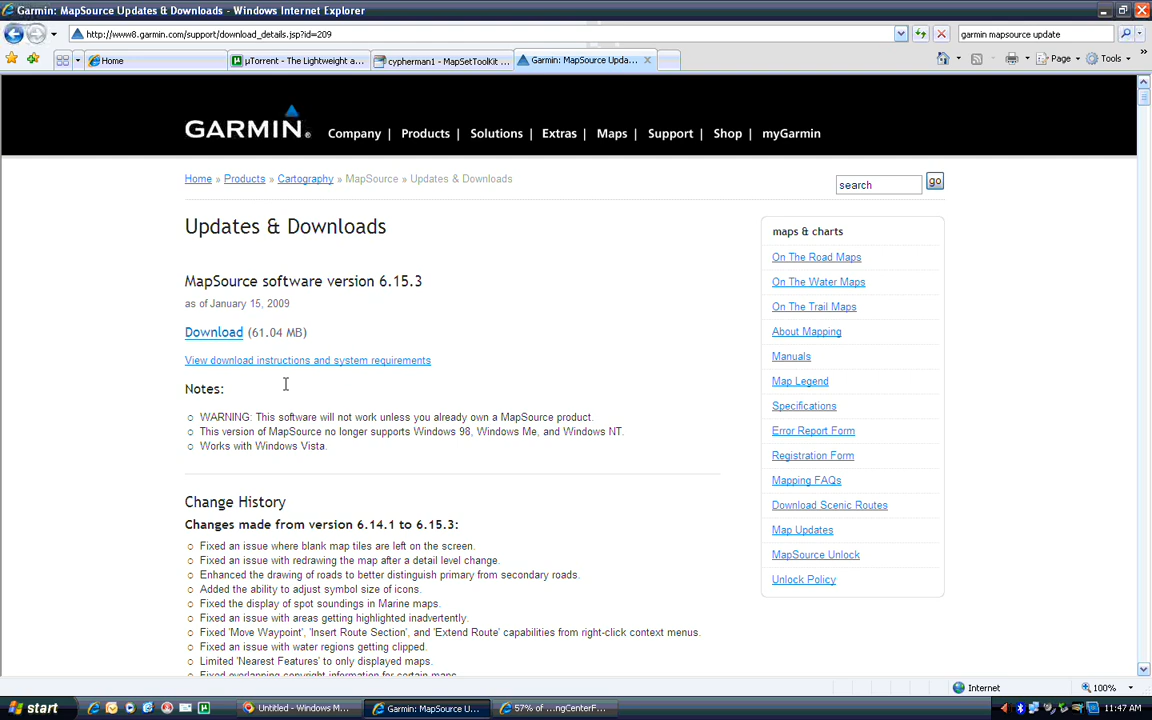 Garmin: MapSource Updates & Downloads - Windows Internet Explorer
http://www8.garmin.com/support/download_details.jsp?id=209
garmin mapsource update
Home
µTorrent - The Lightweight a...
cypherman1 - MapSetToolKit ...
Garmin: MapSource Upda...
Page
Tools
GARMIN
Company | Products | Solutions | Extras | Maps | Support | Shop | myGarmin
Home » Products » Cartography » MapSource » Updates & Downloads
search
go
Updates & Downloads
MapSource software version 6.15.3
as of January 15, 2009
Download (61.04 MB)
View download instructions and system requirements
Notes:
WARNING: This software will not work unless you already own a MapSource product.
This version of MapSource no longer supports Windows 98, Windows Me, and Windows NT.
Works with Windows Vista.
Change History
Changes made from version 6.14.1 to 6.15.3:
Fixed an issue where blank map tiles are left on the screen.
Fixed an issue with redrawing the map after a detail level change.
Enhanced the drawing of roads to better distinguish primary from secondary roads.
Added the ability to adjust symbol size of icons.
Fixed the display of spot soundings in Marine maps.
Fixed an issue with areas getting highlighted inadvertently.
Fixed 'Move Waypoint', 'Insert Route Section', and 'Extend Route' capabilities from right-click context menus.
Fixed an issue with water regions getting clipped.
Limited 'Nearest Features' to only displayed maps.
Fixed overlapping copyright information for certain maps.
maps & charts
On The Road Maps
On The Water Maps
On The Trail Maps
About Mapping
Manuals
Map Legend
Specifications
Error Report Form
Registration Form
Mapping FAQs
Download Scenic Routes
Map Updates
MapSource Unlock
Unlock Policy
Internet
100%
start
Untitled - Windows M...
Garmin: MapSource U...
57% of ...ngCenterF...
11:47 AM